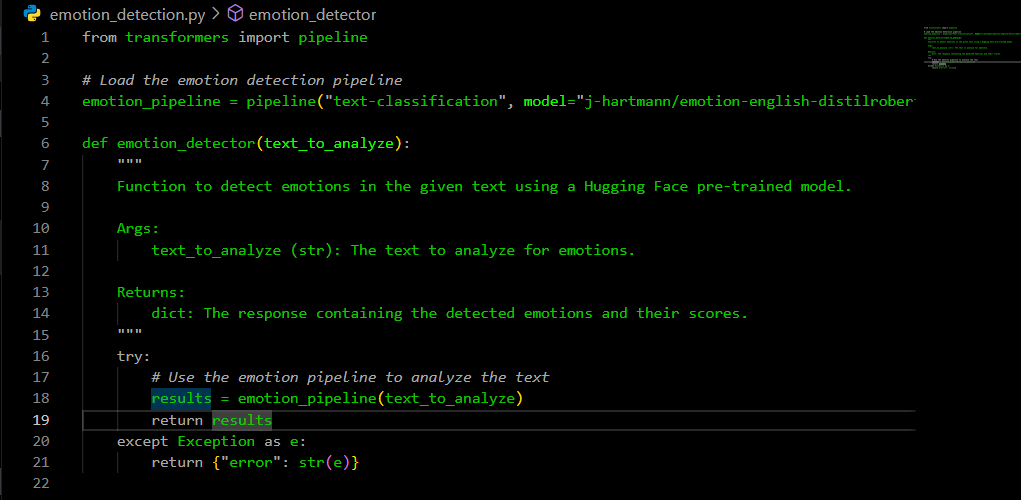 emotion_detection.py > emotion_detector
1 from transformers import pipeline
2
3 # Load the emotion detection pipeline
4 emotion_pipeline = pipeline("text-classification", model="j-hartmann/emotion-english-distilrober
5
6 def emotion_detector(text_to_analyze):
7 """
8 Function to detect emotions in the given text using a Hugging Face pre-trained model.
9
10 Args:
11 text_to_analyze (str): The text to analyze for emotions.
12
13 Returns:
14 dict: The response containing the detected emotions and their scores.
15 """
16 try:
17 # Use the emotion pipeline to analyze the text
18 results = emotion_pipeline(text_to_analyze)
19 return results
20 except Exception as e:
21 return {"error": str(e)}
22